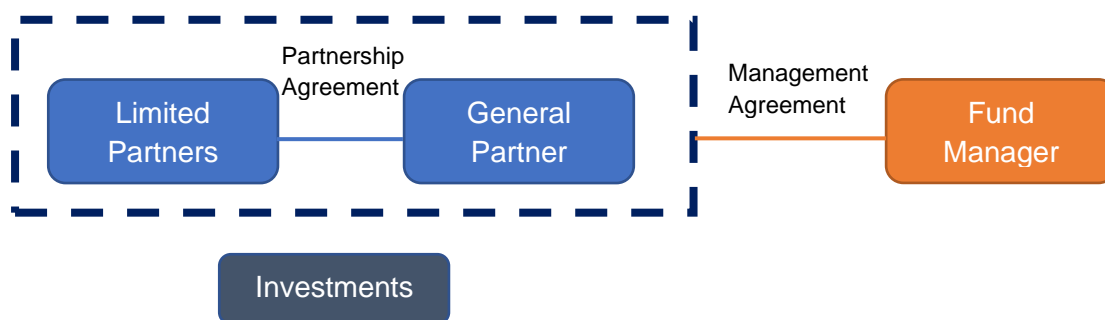 Partnership
Agreement
Limited
Partners
General
Partner
Management
Agreement
Fund
Manager
Investments